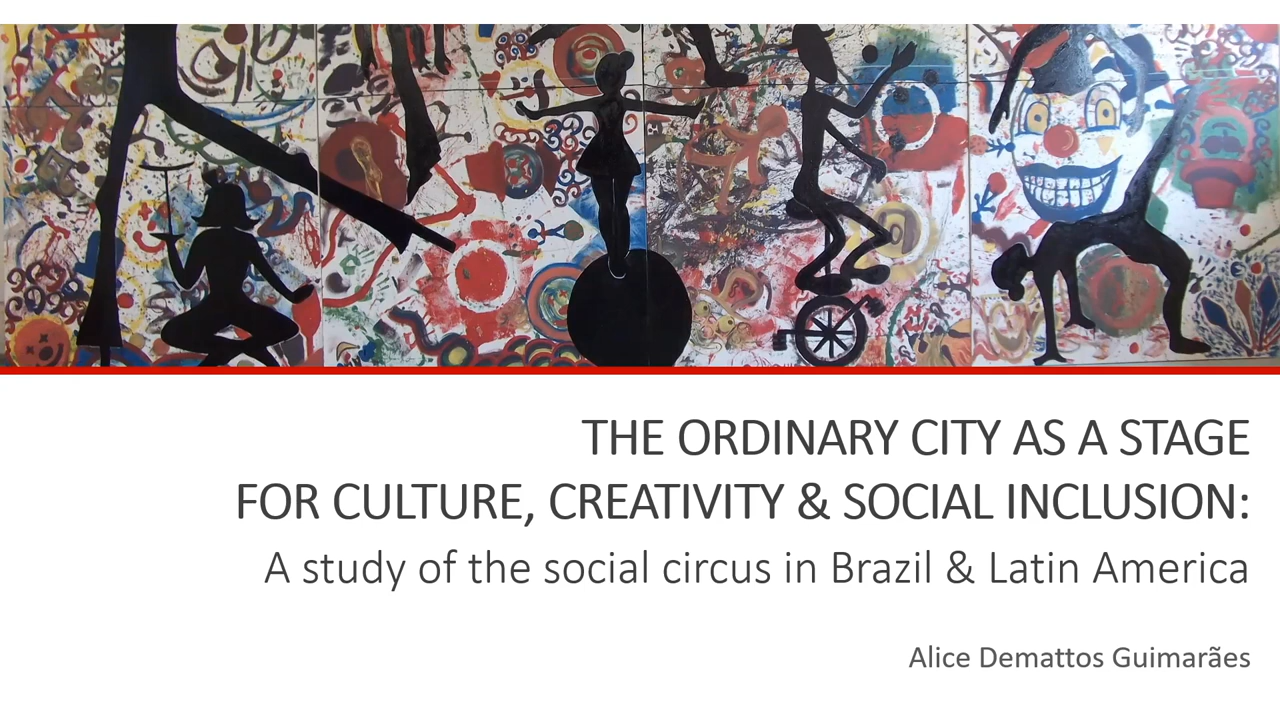 THE ORDINARY CITY AS A STAGE
FOR CULTURE, CREATIVITY & SOCIAL INCLUSION:
A study of the social circus in Brazil & Latin America
Alice Demattos Guimarães